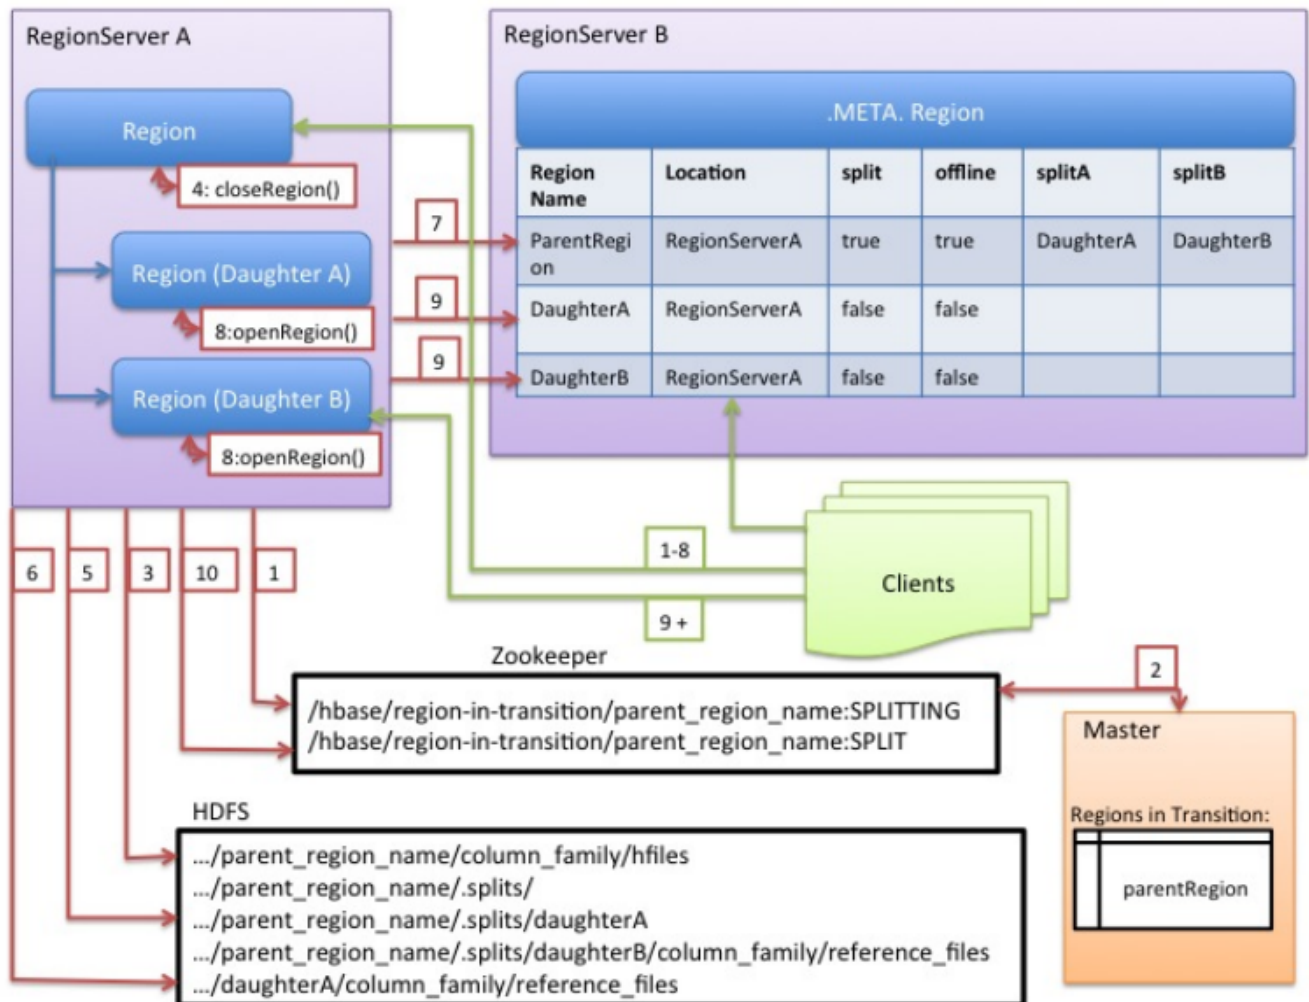 RegionServer A
Region
4: closeRegion()
Region (Daughter A)
8:openRegion()
Region (Daughter B)
8:openRegion()
7
9
9
RegionServer B
.META. Region
Region Name Location split offline splitA splitB
ParentRegi
on RegionServerA true true DaughterA DaughterB
DaughterA RegionServerA false false
DaughterB RegionServerA false false
6 5 3 10 1
1-8
9 +
Clients
Zookeeper
/hbase/region-in-transition/parent_region_name:SPLITTING
/hbase/region-in-transition/parent_region_name:SPLIT
2
Master
Regions in Transition:
parentRegion
HDFS
.../parent_region_name/column_family/hfiles
.../parent_region_name/.splits/
.../parent_region_name/.splits/daughterA
.../parent_region_name/.splits/daughterB/column_family/reference_files
.../daughterA/column_family/reference_files